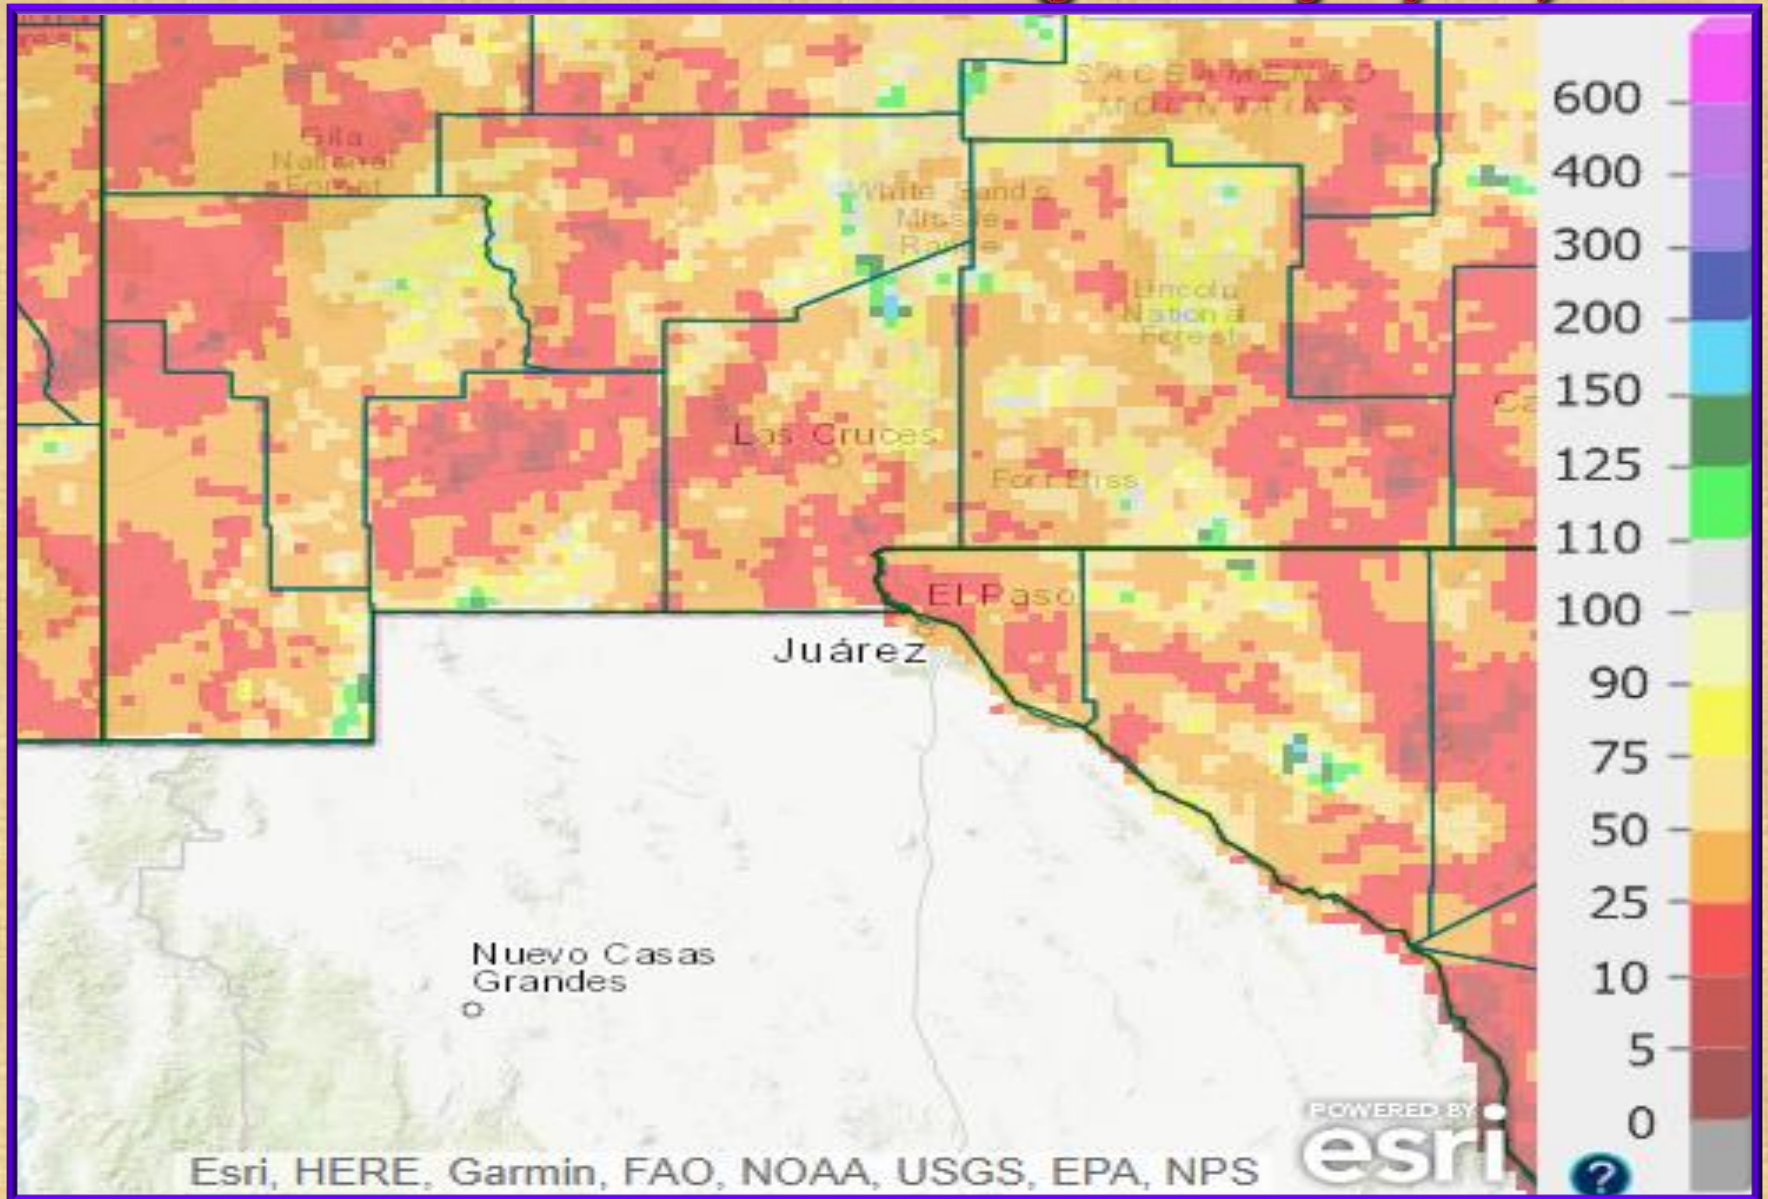 SACRAMENTO
MOUNTAINS
Gila
National
Forest
White Sands
Missile
Range
Lincoln
National
Forest
Las Cruces
Fort Bliss
El Paso
Juárez
Nuevo Casas
Grandes
600
400
300
200
150
125
110
100
90
75
50
25
10
5
0
?
POWERED BY
esri
Esri, HERE, Garmin, FAO, NOAA, USGS, EPA, NPS